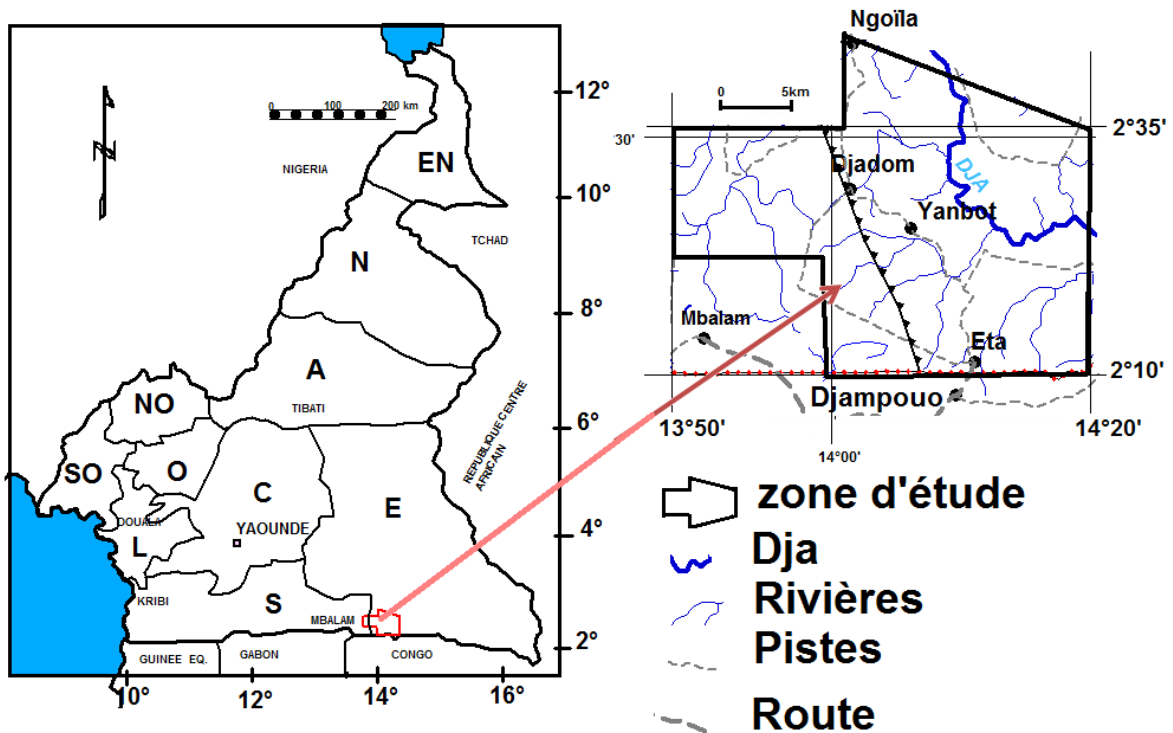 0 100 200 km
N
NIGERIA
EN
TCHAD
N
A
TIBATI
NO
SO
O
C
E
REPUBLIQUE CENTRE
AFRICAIN
DOUALA
L
YAOUNDE
KRIBI
S
MBALAM
GUINEE EQ.
GABON
CONGO
12°
10°
8°
6°
4°
2°
10°
12°
14°
16°
Ngoïla
0 5km
30'
2°35'
Djadom
DJA
Yanbot
Mbalam
Eta
2°10'
Djampouo
13°50'
14°00'
14°20'
zone d'étude
Dja
Rivières
Pistes
Route